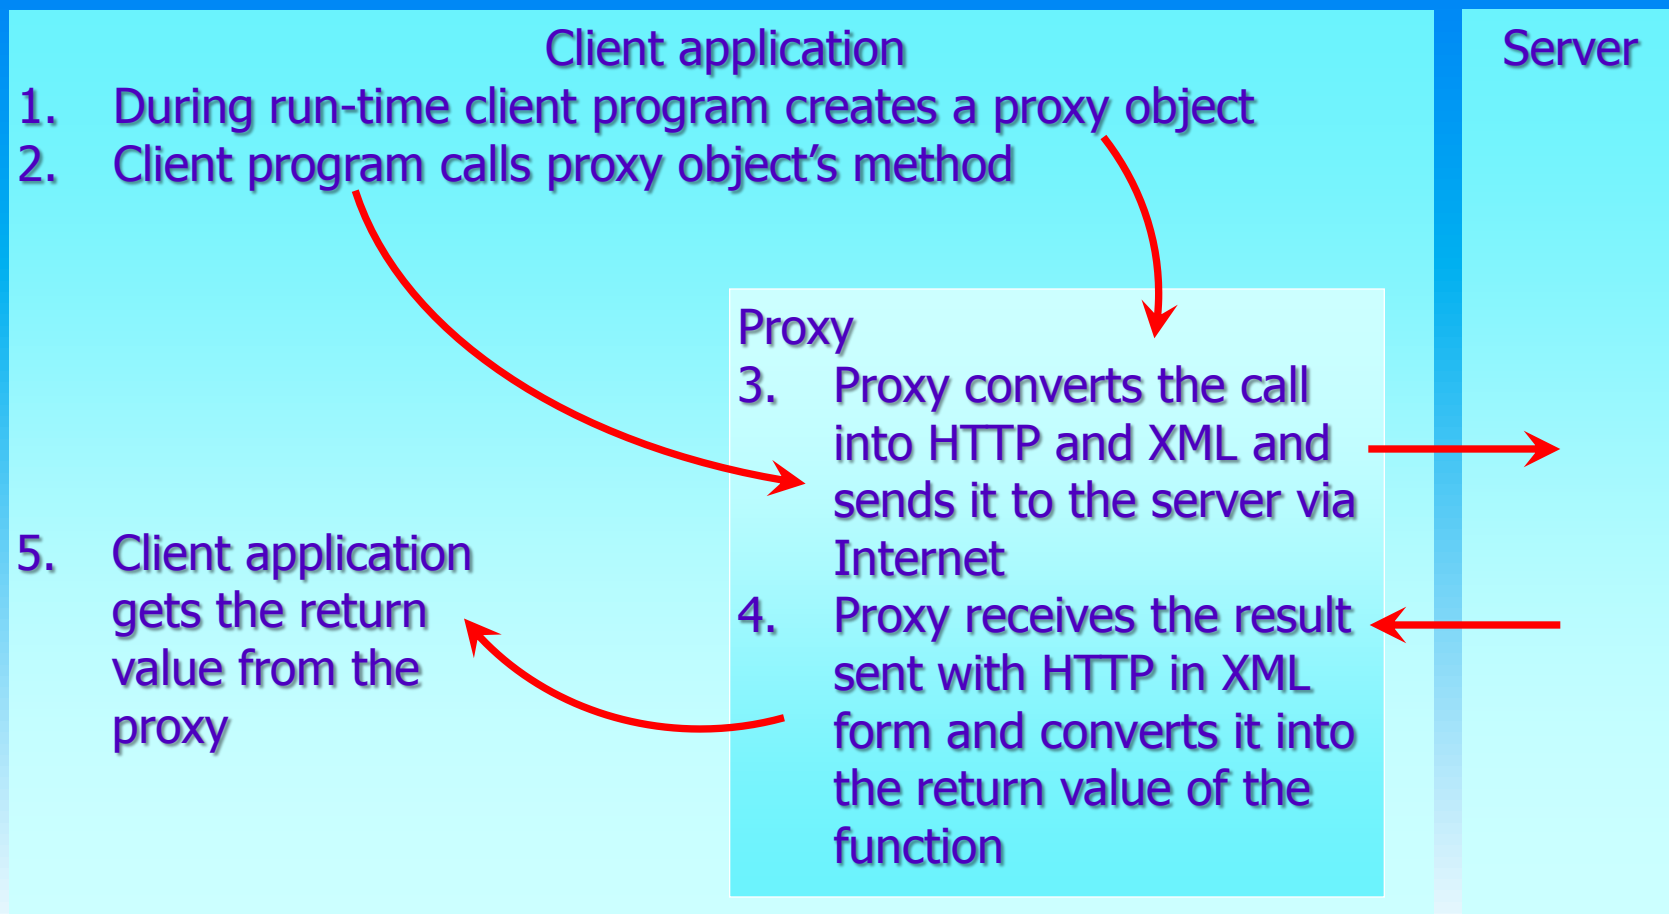 Client application
1. During run-time client program creates a proxy object
2. Client program calls proxy object’s method
Proxy
3. Proxy converts the call
into HTTP and XML and
sends it to the server via
Internet
4. Proxy receives the result
sent with HTTP in XML
form and converts it into
the return value of the
function
5. Client application
gets the return
value from the
proxy
Server